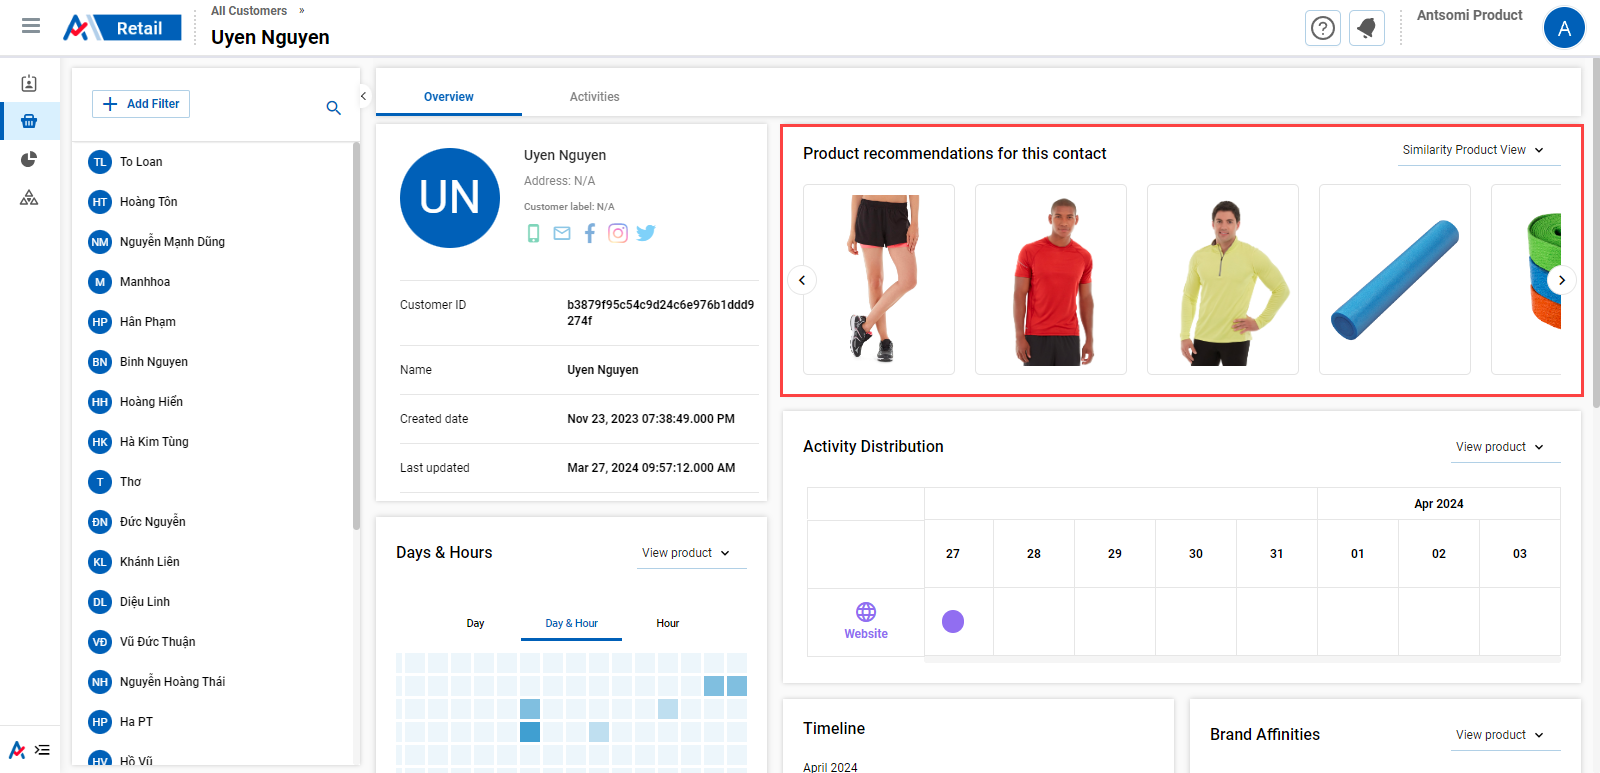 All Customers »
Retail
Uyen Nguyen
Antsomi Product
A
Add Filter
TL To Loan
HT Hoàng Tôn
NM Nguyễn Mạnh Dũng
M Manhhoa
HP Hân Phạm
BN Binh Nguyen
HH Hoàng Hiển
HK Hà Kim Tùng
T Thơ
ĐN Đức Nguyễn
KL Khánh Liên
DL Diệu Linh
VĐ Vũ Đức Thuận
NH Nguyễn Hoàng Thái
HP Ha PT
HV Hồ Vũ
Overview
Activities
UN
Uyen Nguyen
Address: N/A
Customer label: N/A
Customer ID b3879f95c54c9d24c6e976b1ddd9
274f
Name Uyen Nguyen
Created date Nov 23, 2023 07:38:49.000 PM
Last updated Mar 27, 2024 09:57:12.000 AM
Days & Hours
View product
Day
Day & Hour
Hour
Product recommendations for this contact
Similarity Product View
Activity Distribution
View product
Apr 2024
27 28 29 30 31 01 02 03
Website
Timeline
April 2024
Brand Affinities
View product